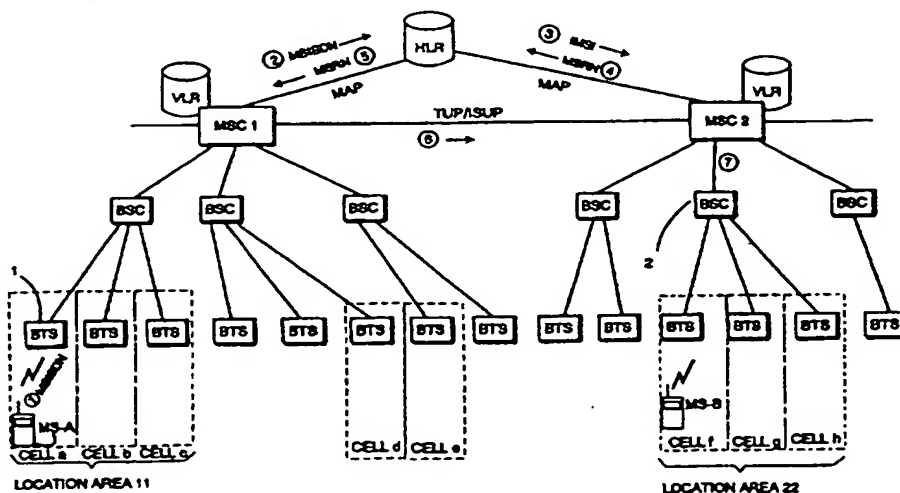 ② MSISDN
HLR
③ IMSI
MSRN ⑤
MSRN ④
MAP
MAP
VLR
VLR
MSC 1
TUP/ISUP
MSC 2
⑥
⑦
BSC
BSC
BSC
BSC
BSC
BSC
1
2
BTS
BTS
BTS
BTS
BTS
BTS
BTS
BTS
BTS
BTS
BTS
BTS
BTS
BTS
① MSISDN
MS-A
MS-B
CELL a
CELL b
CELL c
CELL d
CELL e
CELL f
CELL g
CELL h
LOCATION AREA 11
LOCATION AREA 22